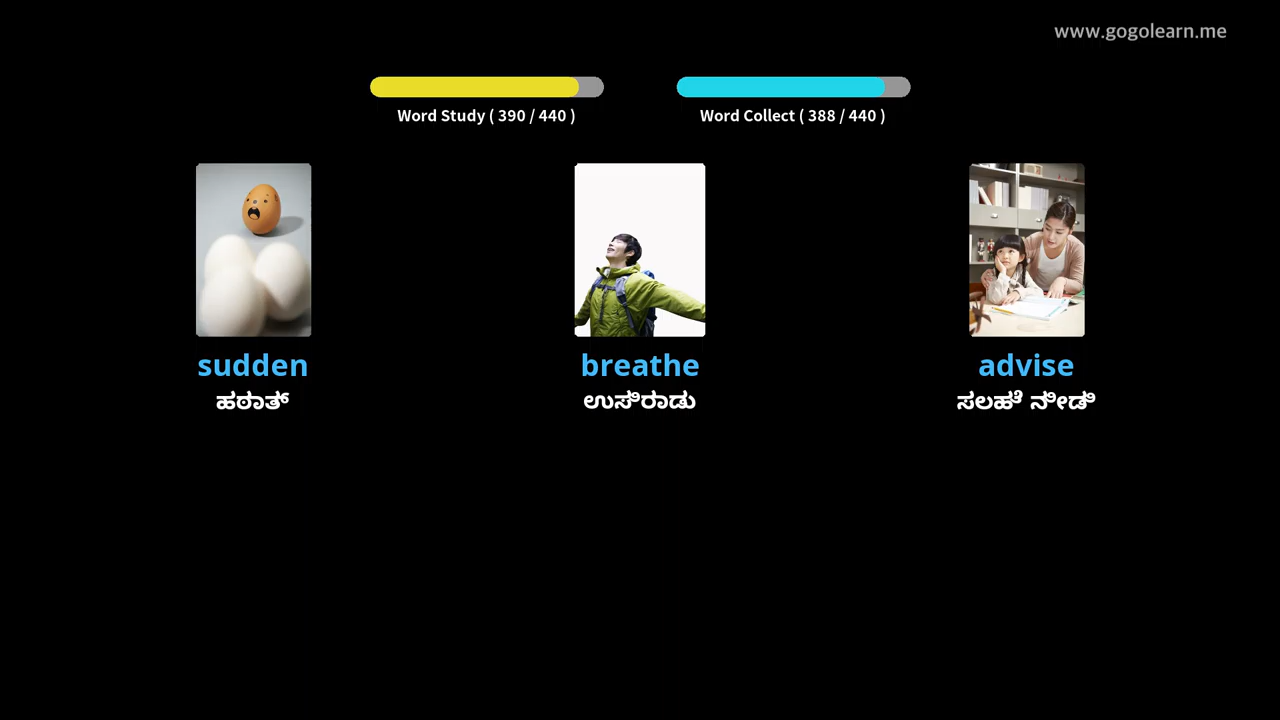 www.gogolearn.me
Word Study ( 390 / 440 )
Word Collect ( 388 / 440 )
sudden
breathe
advise
ಹಠಾತ್
ಉಸಿರಾಡು
ಸಲಹೆ ನೀಡಿ